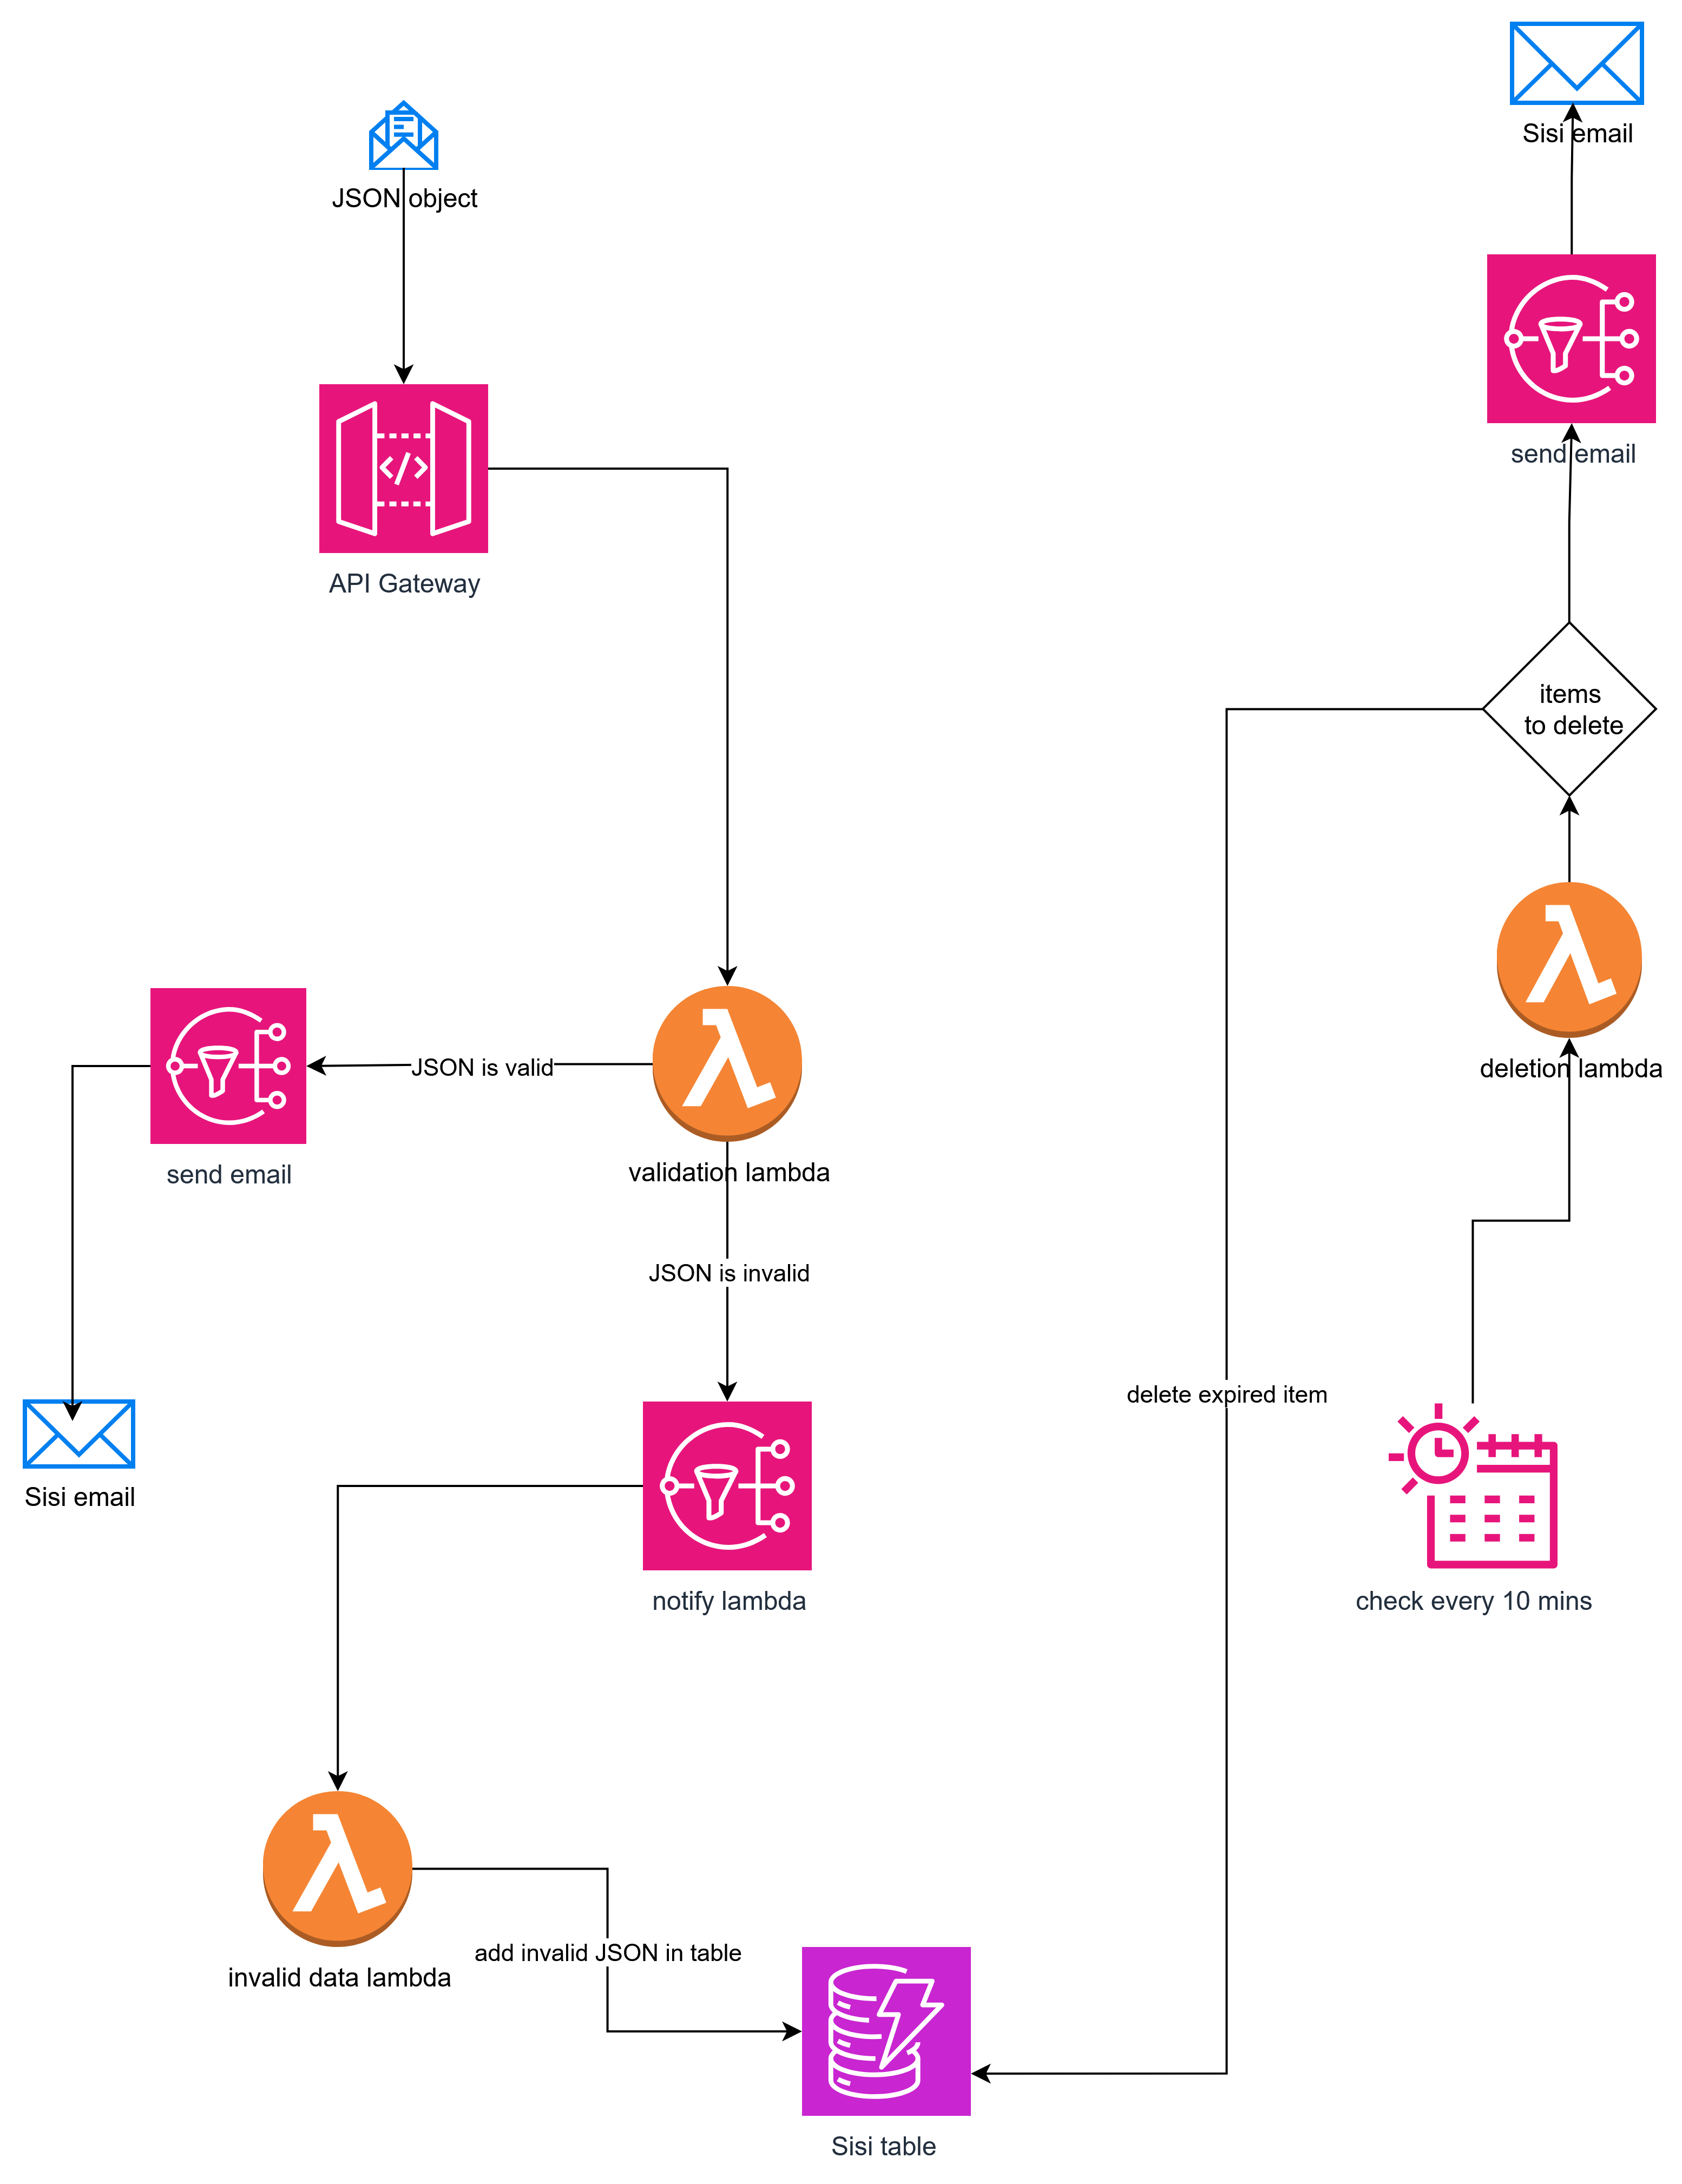 Sisi email
JSON object
send email
API Gateway
items
to delete
JSON is valid
deletion lambda
send email
validation lambda
JSON is invalid
delete expired item
Sisi email
notify lambda
check every 10 mins
add invalid JSON in table
invalid data lambda
Sisi table